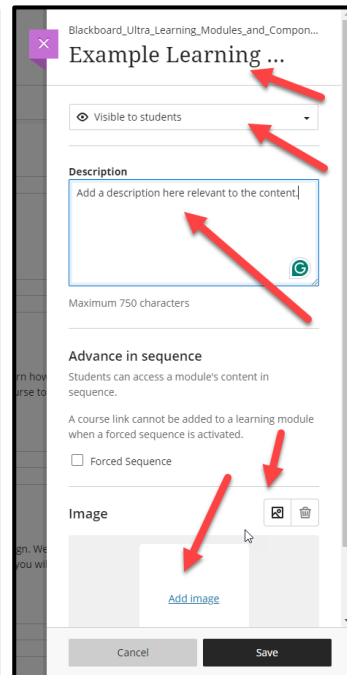 Blackboard_Ultra_Learning_Modules_and_Compon...
Example Learning ...
Visible to students
Description
Add a description here relevant to the content.
Maximum 750 characters
Advance in sequence
Students can access a module's content in
sequence.
A course link cannot be added to a learning module
when a forced sequence is activated.
Forced Sequence
Image
Add image
Cancel
Save